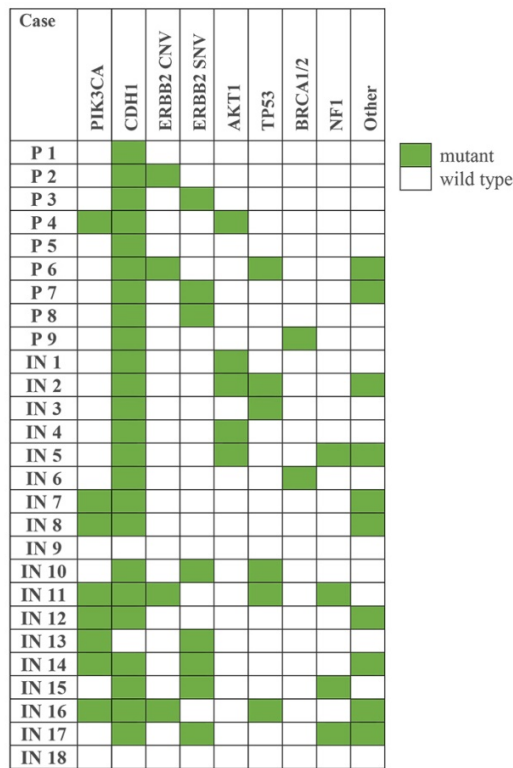 Case
PIK3CA
CDH1
ERBB2 CNV
ERBB2 SNV
AKT1
TP53
BRCA1/2
NF1
Other
mutant
wild type
P 1
P 2
P 3
P 4
P 5
P 6
P 7
P 8
P 9
IN 1
IN 2
IN 3
IN 4
IN 5
IN 6
IN 7
IN 8
IN 9
IN 10
IN 11
IN 12
IN 13
IN 14
IN 15
IN 16
IN 17
IN 18